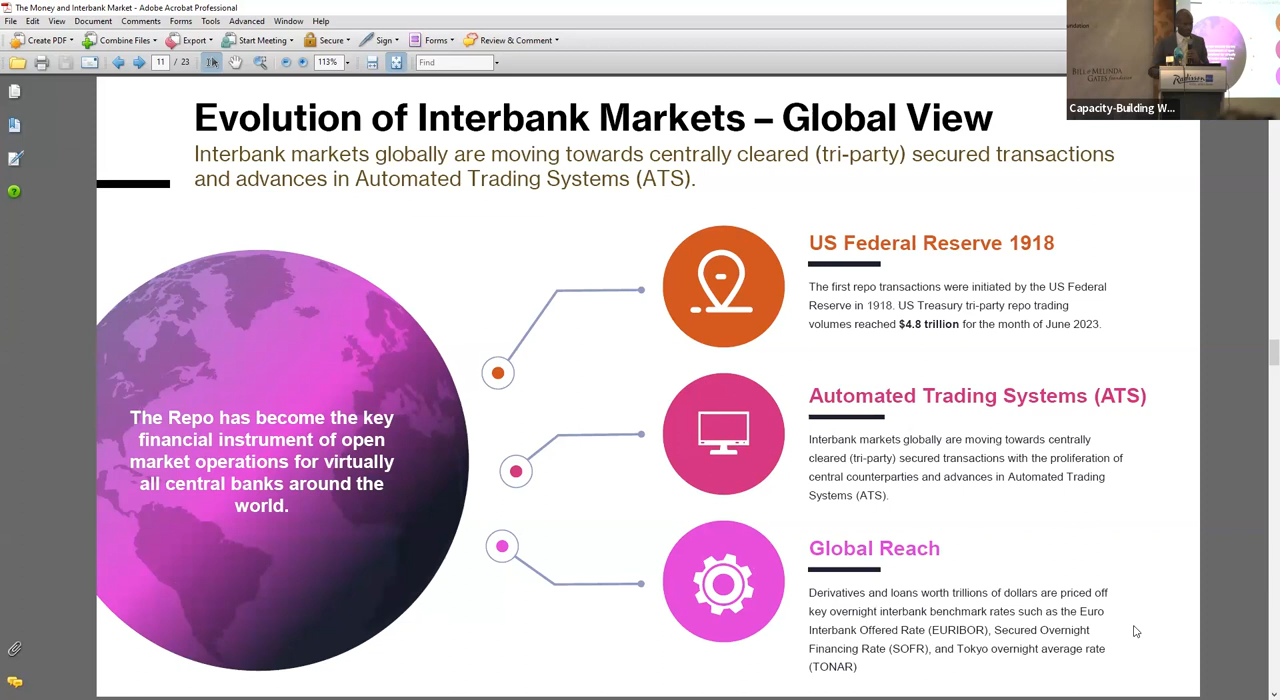 The Money and Interbank Market - Adobe Acrobat Professional
File Edit View Document Comments Forms Tools Advanced Window Help
Create PDF Combine Files Export Start Meeting Secure Sign Forms Review & Comment
11 / 23 113% Find
BILL & MELINDA
GATES foundation
Radisson
Capacity-Building W...
Evolution of Interbank Markets – Global View
Interbank markets globally are moving towards centrally cleared (tri-party) secured transactions
and advances in Automated Trading Systems (ATS).
The Repo has become the key
financial instrument of open
market operations for virtually
all central banks around the
world.
US Federal Reserve 1918
The first repo transactions were initiated by the US Federal
Reserve in 1918. US Treasury tri-party repo trading
volumes reached $4.8 trillion for the month of June 2023.
Automated Trading Systems (ATS)
Interbank markets globally are moving towards centrally
cleared (tri-party) secured transactions with the proliferation of
central counterparties and advances in Automated Trading
Systems (ATS).
Global Reach
Derivatives and loans worth trillions of dollars are priced off
key overnight interbank benchmark rates such as the Euro
Interbank Offered Rate (EURIBOR), Secured Overnight
Financing Rate (SOFR), and Tokyo overnight average rate
(TONAR)